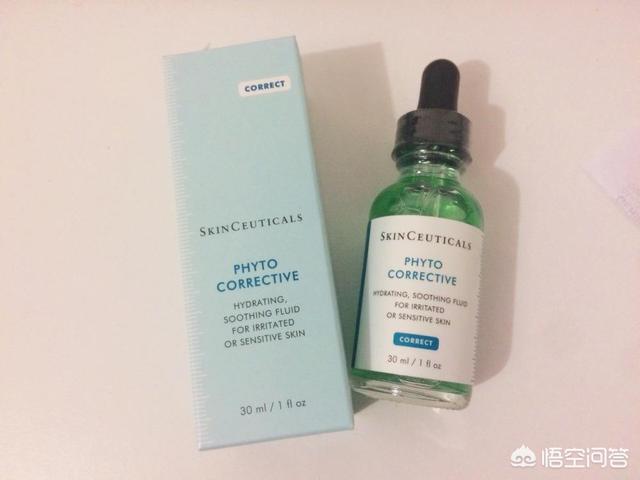 CORRECT
SKINCEUTICALS
PHYTO
CORRECTIVE
HYDRATING,
SOOTHING FLUID
FOR IRRITATED
OR SENSITIVE SKIN
30 ml / 1 fl oz
SKINCEUTICALS
PHYTO
CORRECTIVE
HYDRATING, SOOTHING FLUID
FOR IRRITATED
OR SENSITIVE SKIN
CORRECT
30 ml / 1 fl oz
悟空问答